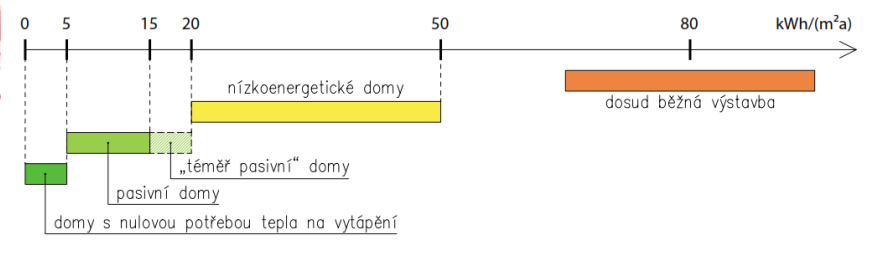 0 5 15 20 50 80 kWh/(m²a)
nízkoenergetické domy
dosud běžná výstavba
„téměř pasivní“ domy
pasivní domy
domy s nulovou potřebou tepla na vytápění